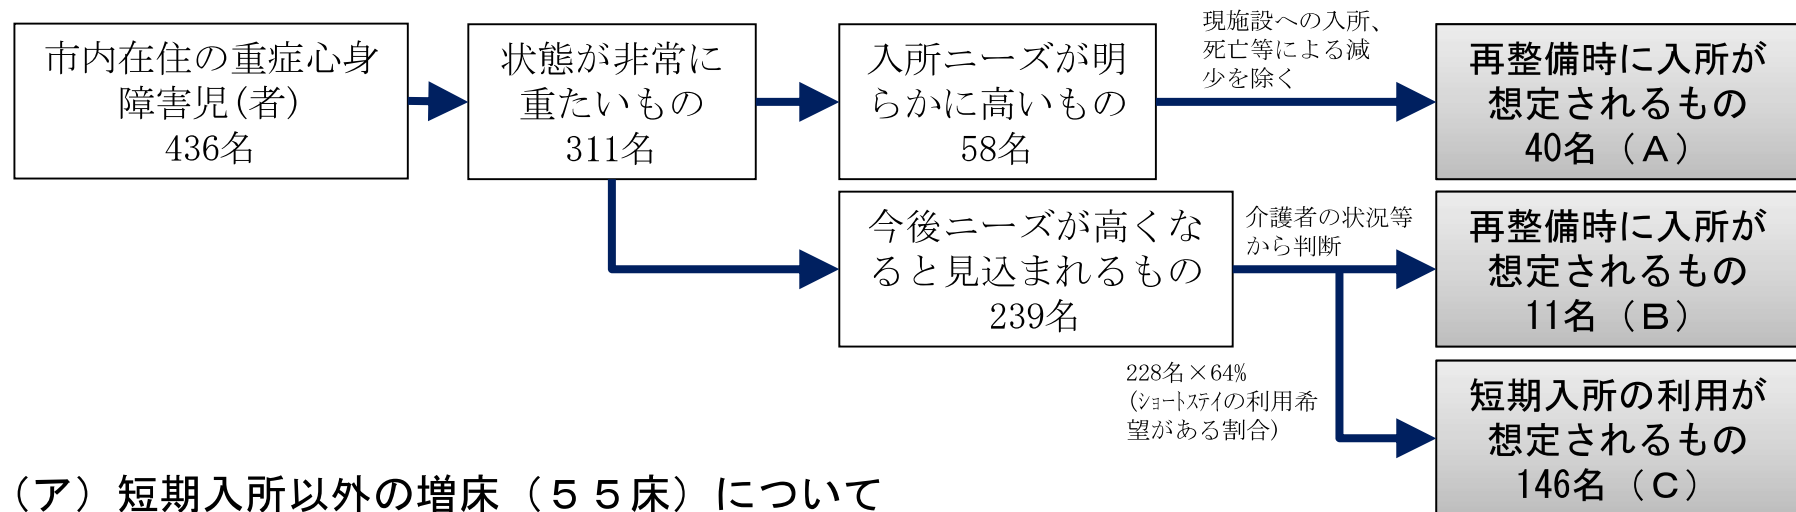 市内在住の重症心身
障害児(者)
436名
状態が非常に
重たいもの
311名
入所ニーズが明
らかに高いもの
58名
現施設への入所、
死亡等による減
少を除く
再整備時に入所が
想定されるもの
40名（Ａ）
今後ニーズが高くな
ると見込まれるもの
239名
介護者の状況等
から判断
再整備時に入所が
想定されるもの
11名（Ｂ）
228名×64%
(ｼｮｰﾄｽﾃｲの利用希
望がある割合)
短期入所の利用が
想定されるもの
146名（Ｃ）
（ア）短期入所以外の増床（５５床）について